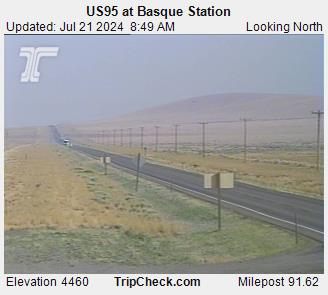 US95 at Basque Station
Updated: Jul 21 2024 8:49 AM Looking North
Elevation 4460 TripCheck.com Milepost 91.62